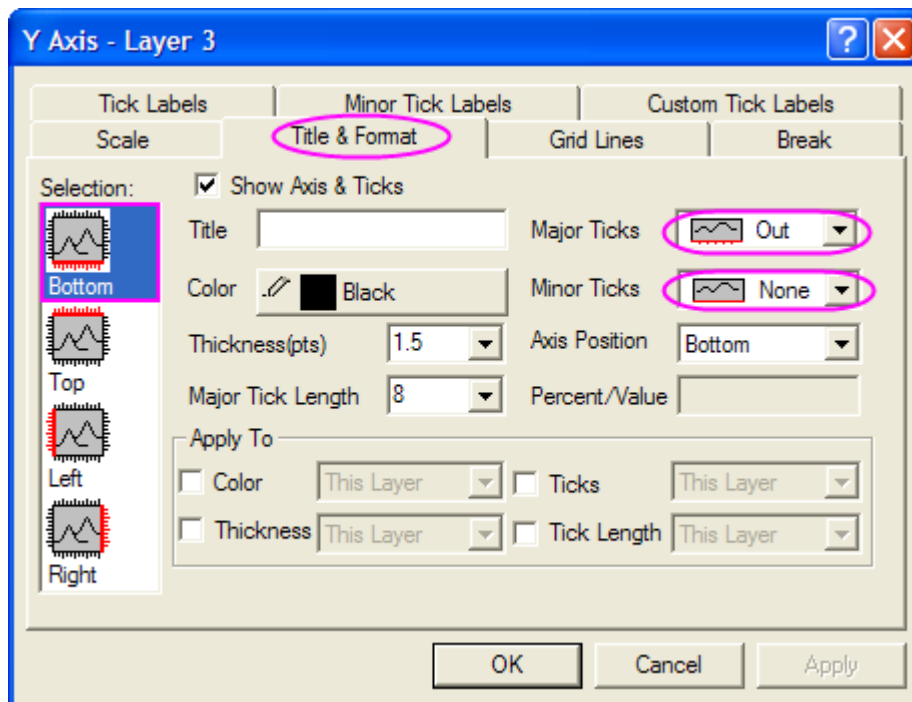 Y Axis - Layer 3
Tick Labels Minor Tick Labels Custom Tick Labels
Scale Title & Format Grid Lines Break
Selection:
Bottom
Top
Left
Right
Show Axis & Ticks
Title
Major Ticks Out
Color Black
Minor Ticks None
Thickness(pts) 1.5
Axis Position Bottom
Major Tick Length 8
Percent/Value
Apply To
Color This Layer Ticks This Layer
Thickness This Layer Tick Length This Layer
OK Cancel Apply